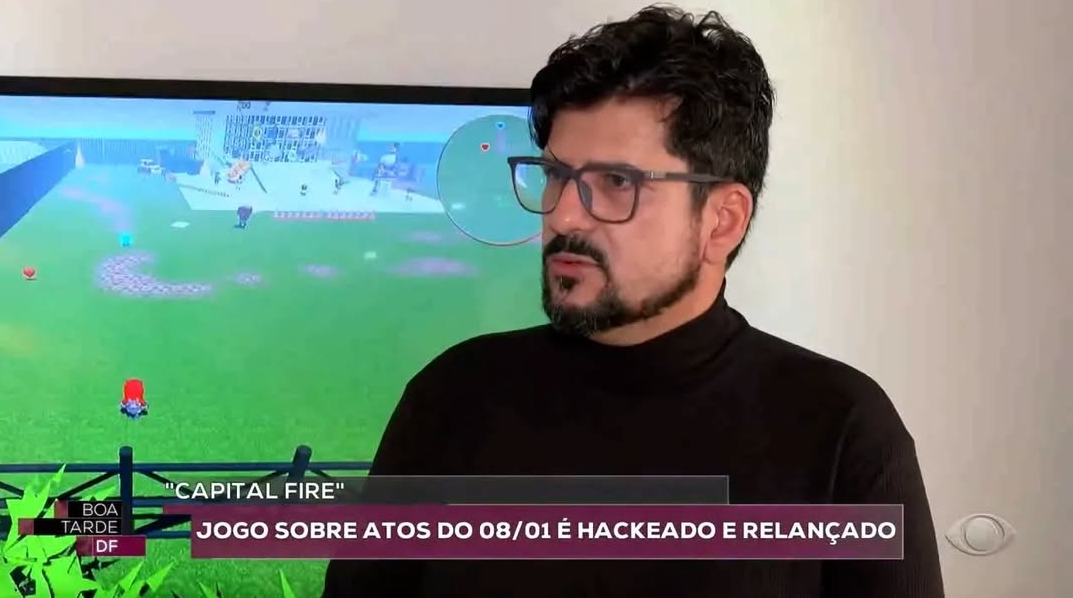 "CAPITAL FIRE"
JOGO SOBRE ATOS DO 08/01 É HACKEADO E RELANÇADO
BOA
TARDE
DF